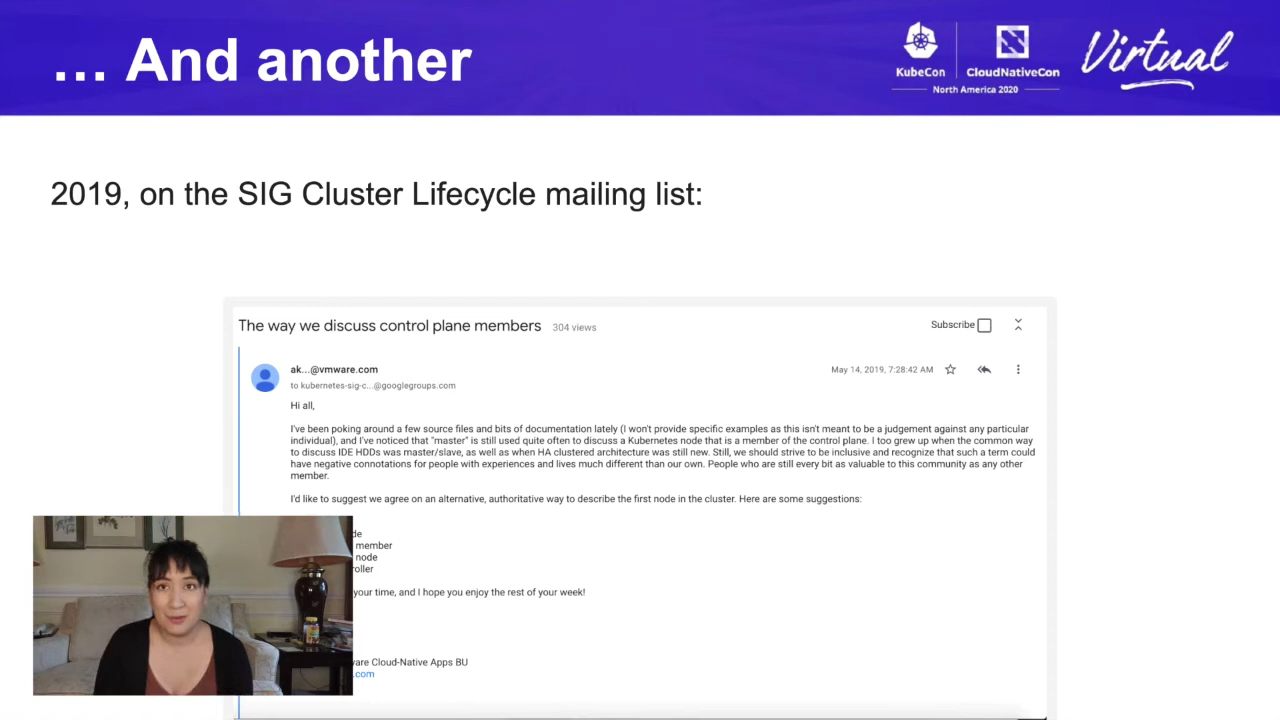 … And another
KubeCon
CloudNativeCon
North America 2020
Virtual
2019, on the SIG Cluster Lifecycle mailing list:
The way we discuss control plane members 304 views
Subscribe
ak...@vmware.com
May 14, 2019, 7:28:42 AM
to kubernetes-sig-c...@googlegroups.com
Hi all,
I've been poking around a few source files and bits of documentation lately (I won't provide specific examples as this isn't meant to be a judgement against any particular
individual), and I've noticed that "master" is still used quite often to discuss a Kubernetes node that is a member of the control plane. I too grew up when the common way
to discuss IDE HDDs was master/slave, as well as when HA clustered architecture was still new. Still, we should strive to be inclusive and recognize that such a term could
have negative connotations for people with experiences and lives much different than our own. People who are still every bit as valuable to this community as any other
member.
I'd like to suggest we agree on an alternative, authoritative way to describe the first node in the cluster. Here are some suggestions:
member
node
your time, and I hope you enjoy the rest of your week!
Cloud-Native Apps BU
.com